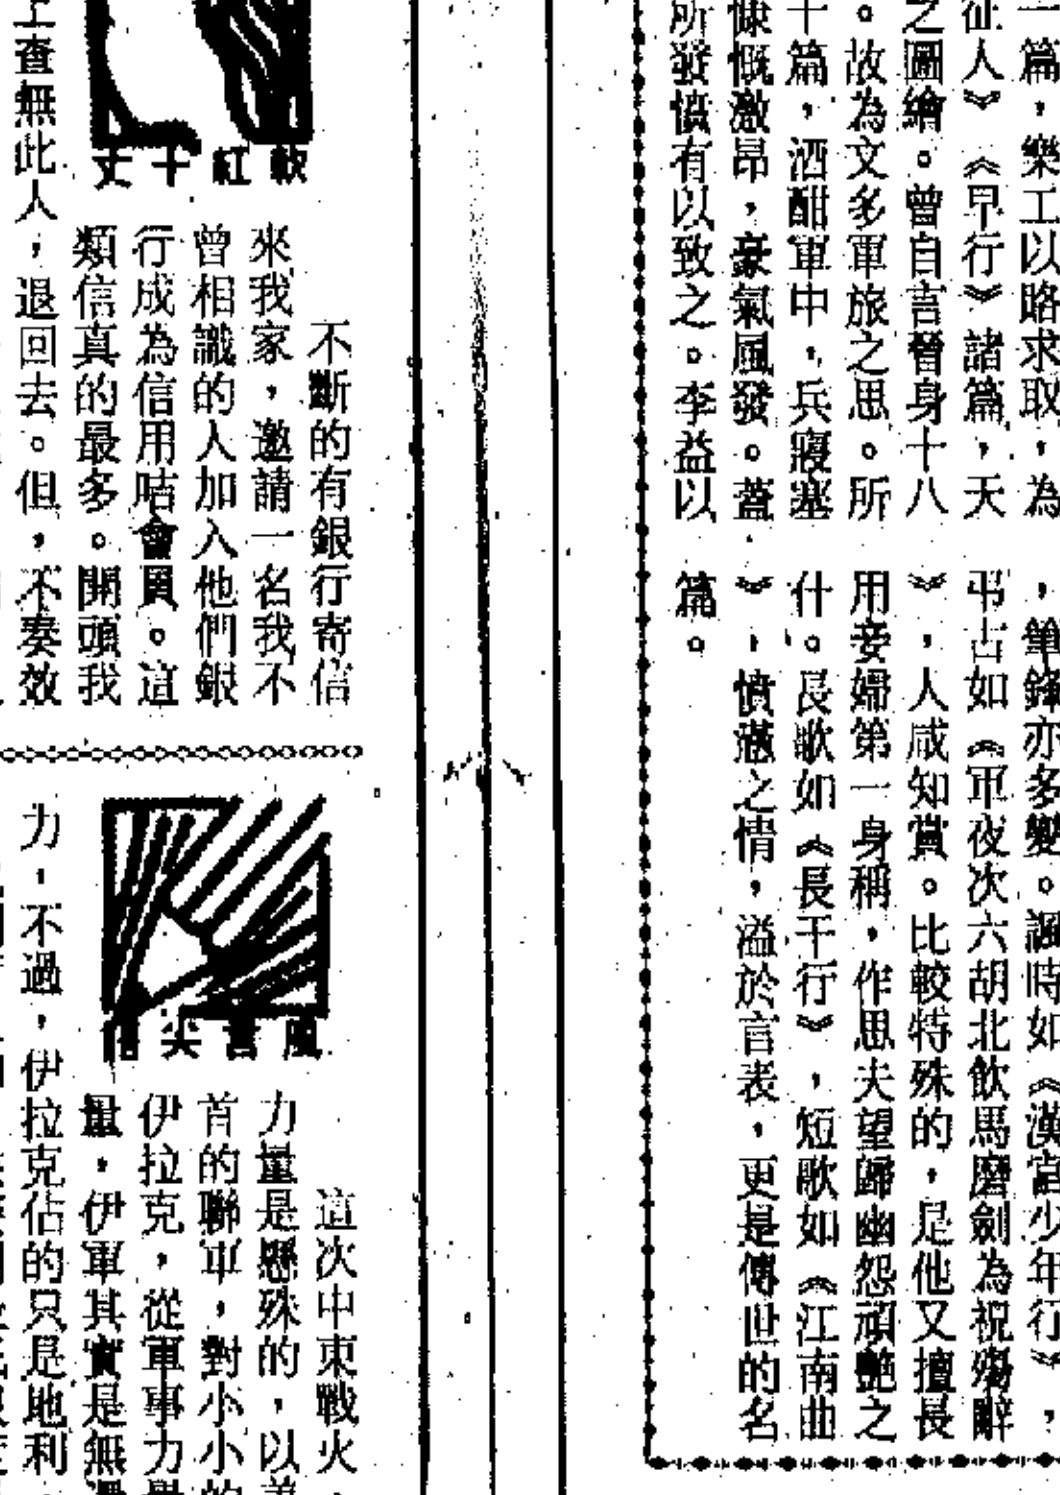 一篇，樂工以賂求取，為
征人》《早行》諸篇，天
之圖繪。曾自言晉身十八
。故為文多軍旅之思。所
十篇，酒酣軍中，兵寢塞
慷慨激昂，豪氣風發。蓋
所發憤有以致之。李益以
，筆鋒亦多變。諷時如《漢宮少年行》，
弔古如《軍夜次六胡北飲馬磨劍為祝殤辭
》，人咸知賞。比較特殊的，是他又擅長
用妾婦第一身稱，作思夫望歸幽怨頑艷之
什。長歌如《長干行》，短歌如《江南曲
》，憤懣之情，溢於言表，更是傳世的名
篇。
軟紅十丈
不斷的有銀行寄信
來我家，邀請一名我不
曾相識的人加入他們銀
行成為信用咭會員。這
類信真的最多。開頭我
上查無此人，退回去。但，不奏效
風言尖語
這次中東戰火，
力量是懸殊的，以美
首的聯軍，對小小的
伊拉克，從軍事力
量，伊軍其實是無
力，不過，伊拉克佔的只是地利